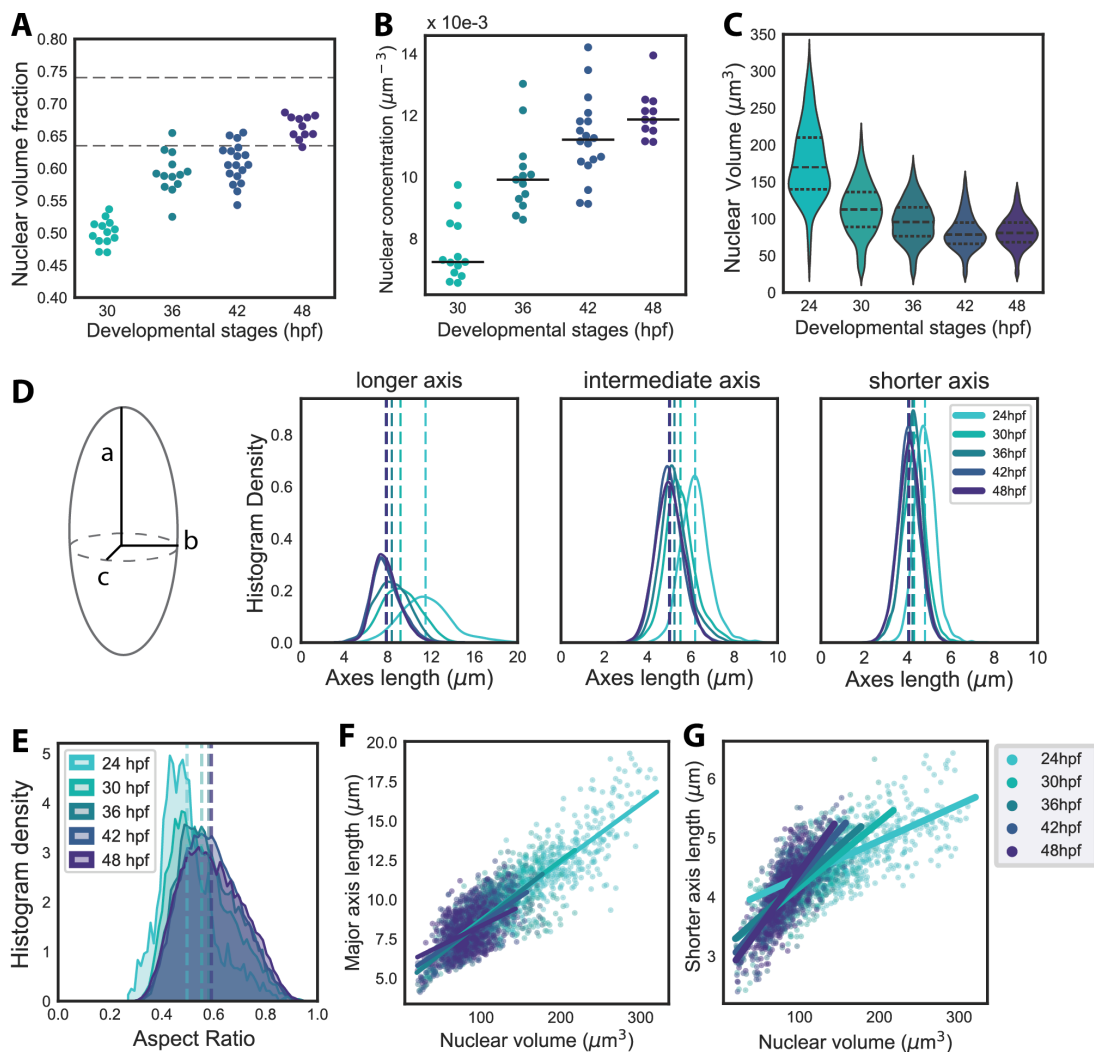 A
Nuclear volume fraction
0.80
0.75
0.70
0.65
0.60
0.55
0.50
0.45
0.40
30 36 42 48
Developmental stages (hpf)
B
x 10e-3
Nuclear concentration (μm⁻³)
14
12
10
8
30 36 42 48
Developmental stages (hpf)
C
Nuclear Volume (μm³)
350
300
250
200
150
100
50
0
24 30 36 42 48
Developmental stages (hpf)
D
a
b
c
longer axis
Histogram Density
0.8
0.6
0.4
0.2
0.0
0 4 8 12 16 20
Axes length (μm)
intermediate axis
0 2 4 6 8 10
Axes length (μm)
shorter axis
24hpf
30hpf
36hpf
42hpf
48hpf
0 2 4 6 8 10
Axes length (μm)
E
Histogram density
5
4
3
2
1
0
24 hpf
30 hpf
36 hpf
42 hpf
48 hpf
0.0 0.2 0.4 0.6 0.8 1.0
Aspect Ratio
F
Major axis length (μm)
20.0
17.5
15.0
12.5
10.0
7.5
5.0
100 200 300
Nuclear volume (μm³)
G
Shorter axis length (μm)
6
5
4
3
100 200 300
Nuclear volume (μm³)
24hpf
30hpf
36hpf
42hpf
48hpf